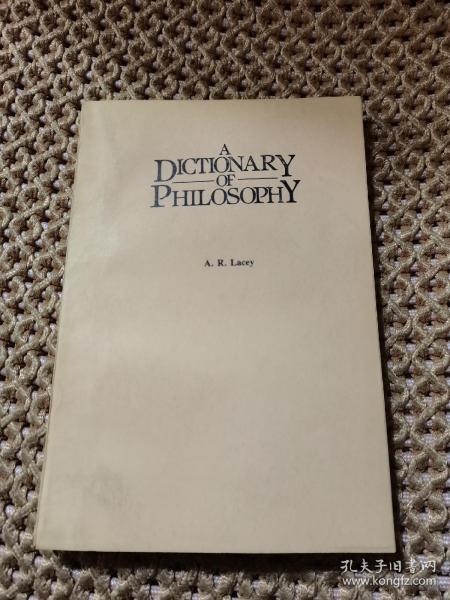 A
DICTIONARY
OF
PHILOSOPHY
A. R. Lacey
孔夫子旧书网
www.kongfz.com